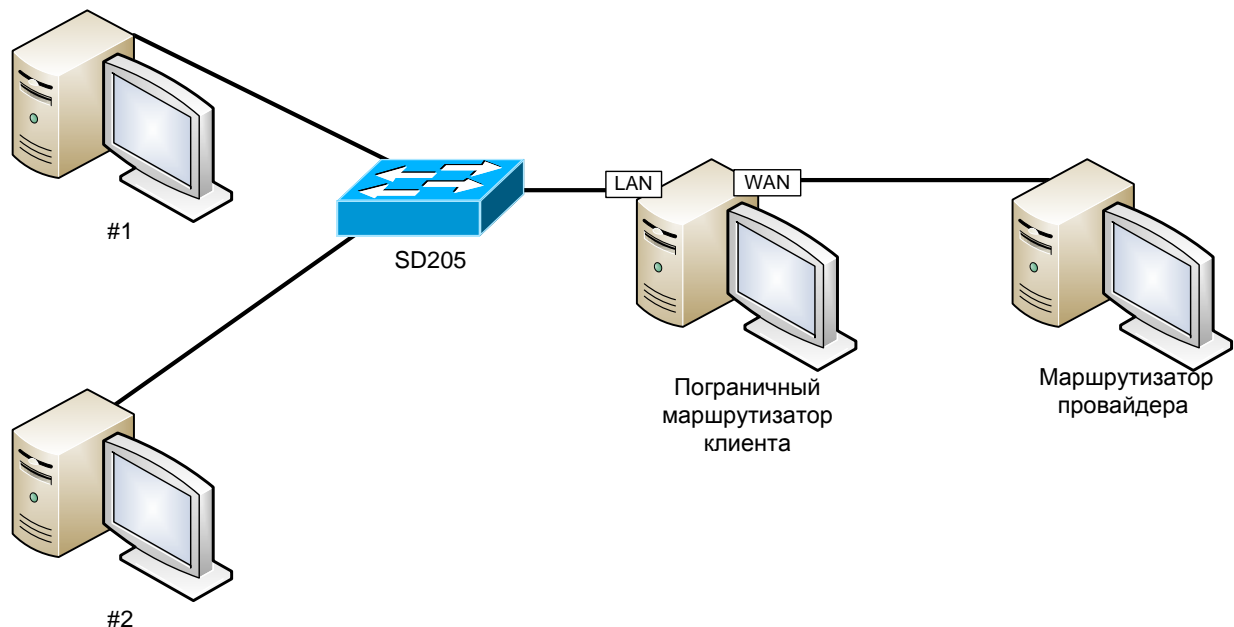 #1
SD205
LAN
WAN
Пограничный
маршрутизатор
клиента
Маршрутизатор
провайдера
#2